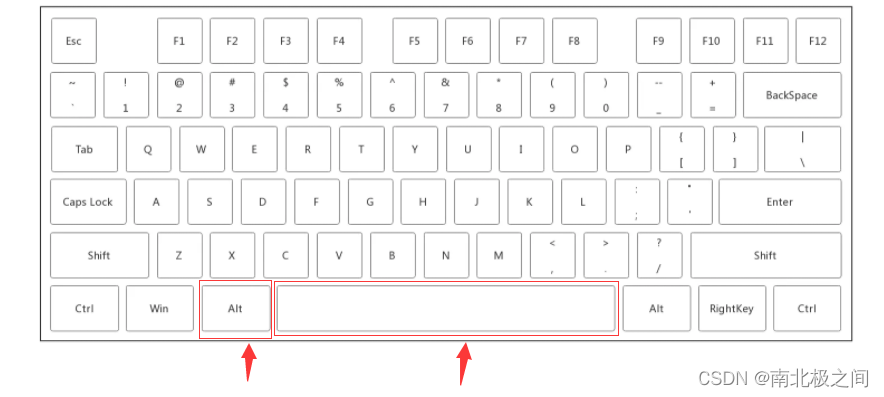 Esc F1 F2 F3 F4 F5 F6 F7 F8 F9 F10 F11 F12
~ ! @ # $ % ^ & * ( ) -- +
` 1 2 3 4 5 6 7 8 9 0 _ = BackSpace
Tab Q W E R T Y U I O P { } |
[ ] \
Caps Lock A S D F G H J K L : " Enter
; '
Shift Z X C V B N M < > ? Shift
, . /
Ctrl Win Alt Alt RightKey Ctrl
CSDN @南北极之间